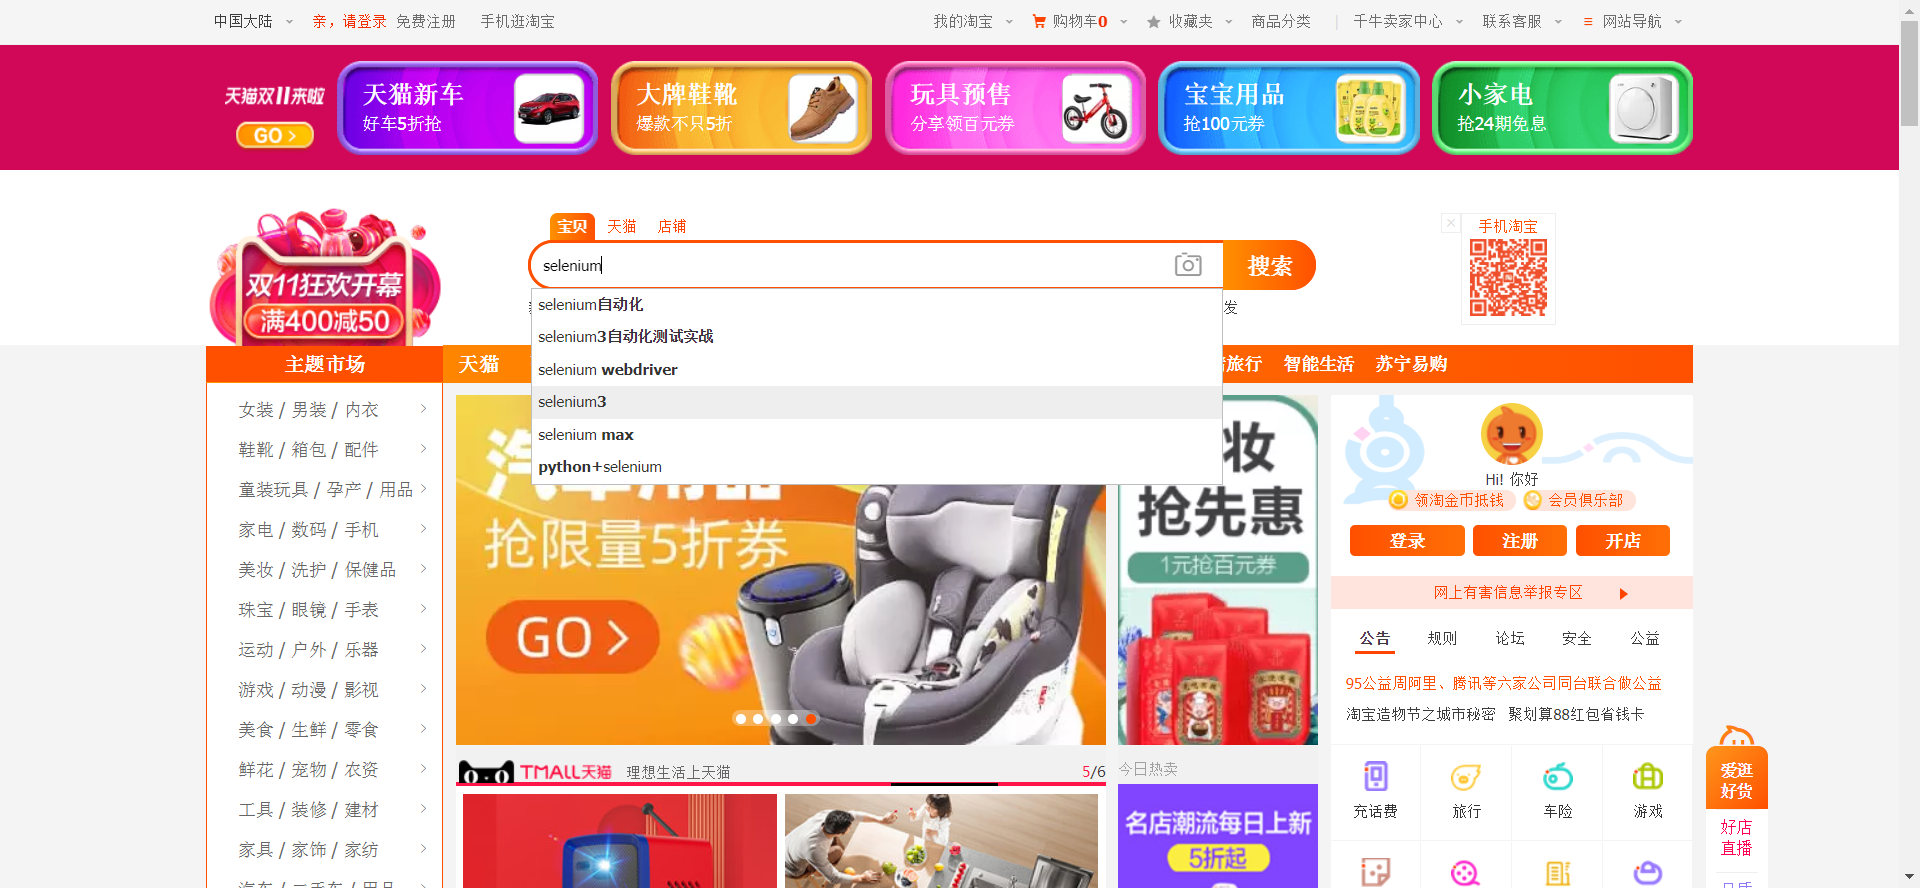 中国大陆 亲，请登录 免费注册 手机逛淘宝 我的淘宝 购物车0 收藏夹 商品分类 | 千牛卖家中心 联系客服 网站导航
天猫双11来啦
GO >
天猫新车
好车5折抢
大牌鞋靴
爆款不只5折
玩具预售
分享领百元券
宝宝用品
抢100元券
小家电
抢24期免息
双11狂欢开幕
满400减50
宝贝 天猫 店铺
selenium
搜索
手机淘宝
selenium自动化
发
selenium3自动化测试实战
selenium webdriver
selenium3
selenium max
python+selenium
主题市场 天猫 旅行 智能生活 苏宁易购
女装 / 男装 / 内衣 >
鞋靴 / 箱包 / 配件 >
童装玩具 / 孕产 / 用品 >
家电 / 数码 / 手机 >
美妆 / 洗护 / 保健品 >
珠宝 / 眼镜 / 手表 >
运动 / 户外 / 乐器 >
游戏 / 动漫 / 影视 >
美食 / 生鲜 / 零食 >
鲜花 / 宠物 / 农资 >
工具 / 装修 / 建材 >
家具 / 家饰 / 家纺 >
汽车 / 二手车 / 用品
汽车用品
抢限量5折券
GO >
妆
抢先惠
1元抢百元券
Hi! 你好
领淘金币抵钱 会员俱乐部
登录 注册 开店
网上有害信息举报专区
公告 规则 论坛 安全 公益
95公益周阿里、腾讯等六家公司同台联合做公益
淘宝造物节之城市秘密 聚划算88红包省钱卡
TMALL天猫 理想生活上天猫 5/6
今日热卖
名店潮流每日上新
5折起
充话费 旅行 车险 游戏
爱逛
好货
好店
直播
品质